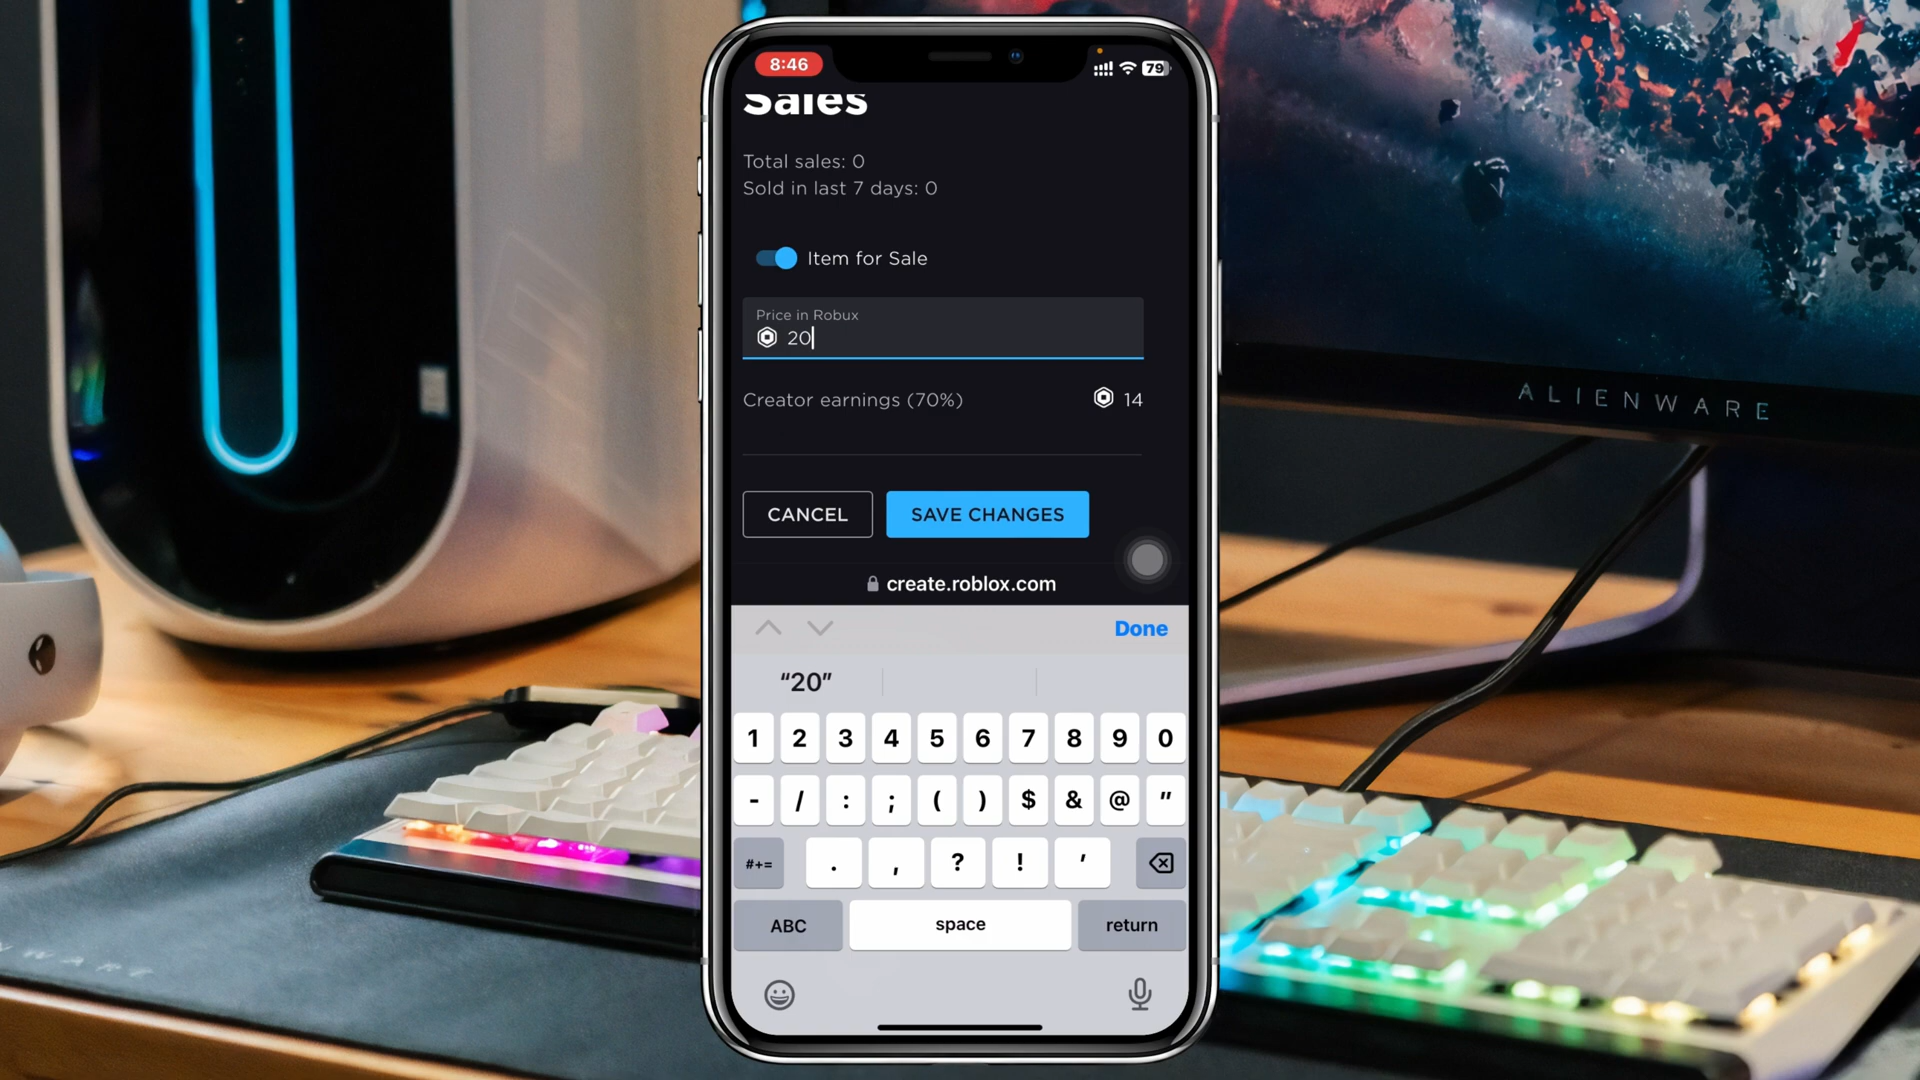 8:46
79
Sales
Total sales: 0
Sold in last 7 days: 0
Item for Sale
Price in Robux
20
Creator earnings (70%)
14
CANCEL
SAVE CHANGES
create.roblox.com
Done
“20”
1 2 3 4 5 6 7 8 9 0
- / : ; ( ) $ & @ "
#+= . , ? ! '
ABC space return
ALIENWARE